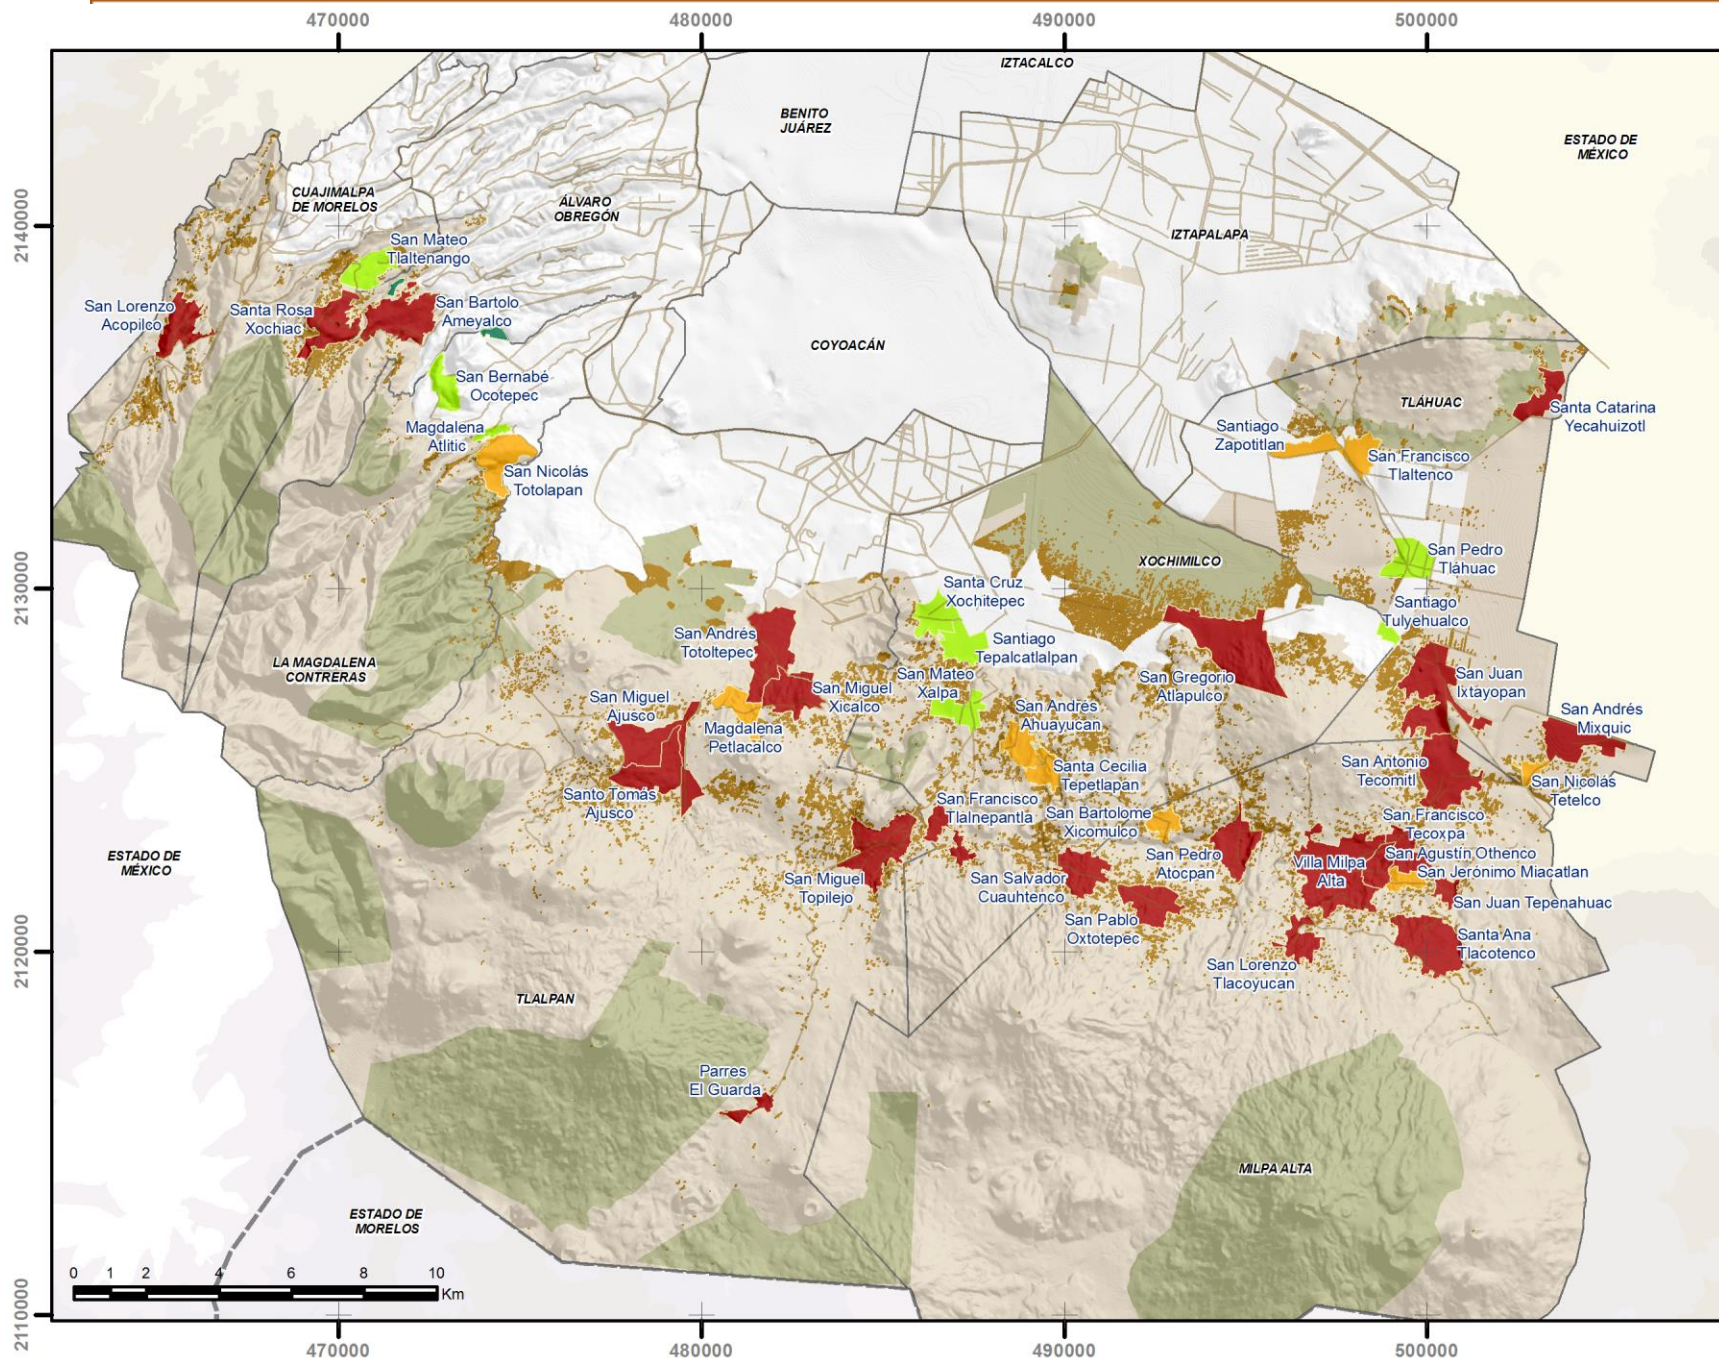 470000
480000
490000
500000
IZTACALCO
BENITO
JUÁREZ
ESTADO DE
MÉXICO
CUAJIMALPA
DE MORELOS
ÁLVARO
OBREGÓN
2140000
IZTAPALAPA
San Mateo
Tlaltenango
San Lorenzo
Acopilco
Santa Rosa
Xochiac
San Bartolo
Ameyalco
COYOACÁN
San Bernabé
Ocotepec
TLÁHUAC
Santa Catarina
Yecahuizotl
Magdalena
Atlitic
Santiago
Zapotitlan
San Francisco
Tlaltenco
San Nicolás
Totolapan
XOCHIMILCO
San Pedro
Tláhuac
2130000
Santa Cruz
Xochitepec
Santiago
Tulyehualco
San Andrés
Totoltepec
Santiago
Tepalcatlalpan
LA MAGDALENA
CONTRERAS
San Mateo
Xalpa
San Gregorio
Atlapulco
San Juan
Ixtayopan
San Miguel
Ajusco
San Miguel
Xicalco
San Andrés
Ahuayucan
San Andrés
Mixquic
Magdalena
Petlacalco
Santa Cecilia
Tepetlapan
San Antonio
Tecomitl
San Nicolás
Tetelco
Santo Tomás
Ajusco
San Francisco
Tlalnepantla
San Bartolome
Xicomulco
San Francisco
Tecoxpa
ESTADO DE
MÉXICO
San Pedro
Atocpan
Villa Milpa
Alta
San Agustín Othenco
San Jerónimo Miacatlan
San Miguel
Topilejo
San Salvador
Cuauhtenco
San Juan Tepenahuac
San Pablo
Oxtotepec
Santa Ana
Tlacotenco
2120000
San Lorenzo
Tlacoyucan
TLALPAN
Parres
El Guarda
MILPA ALTA
ESTADO DE
MORELOS
0 1 2 4 6 8 10
Km
2110000
470000
480000
490000
500000